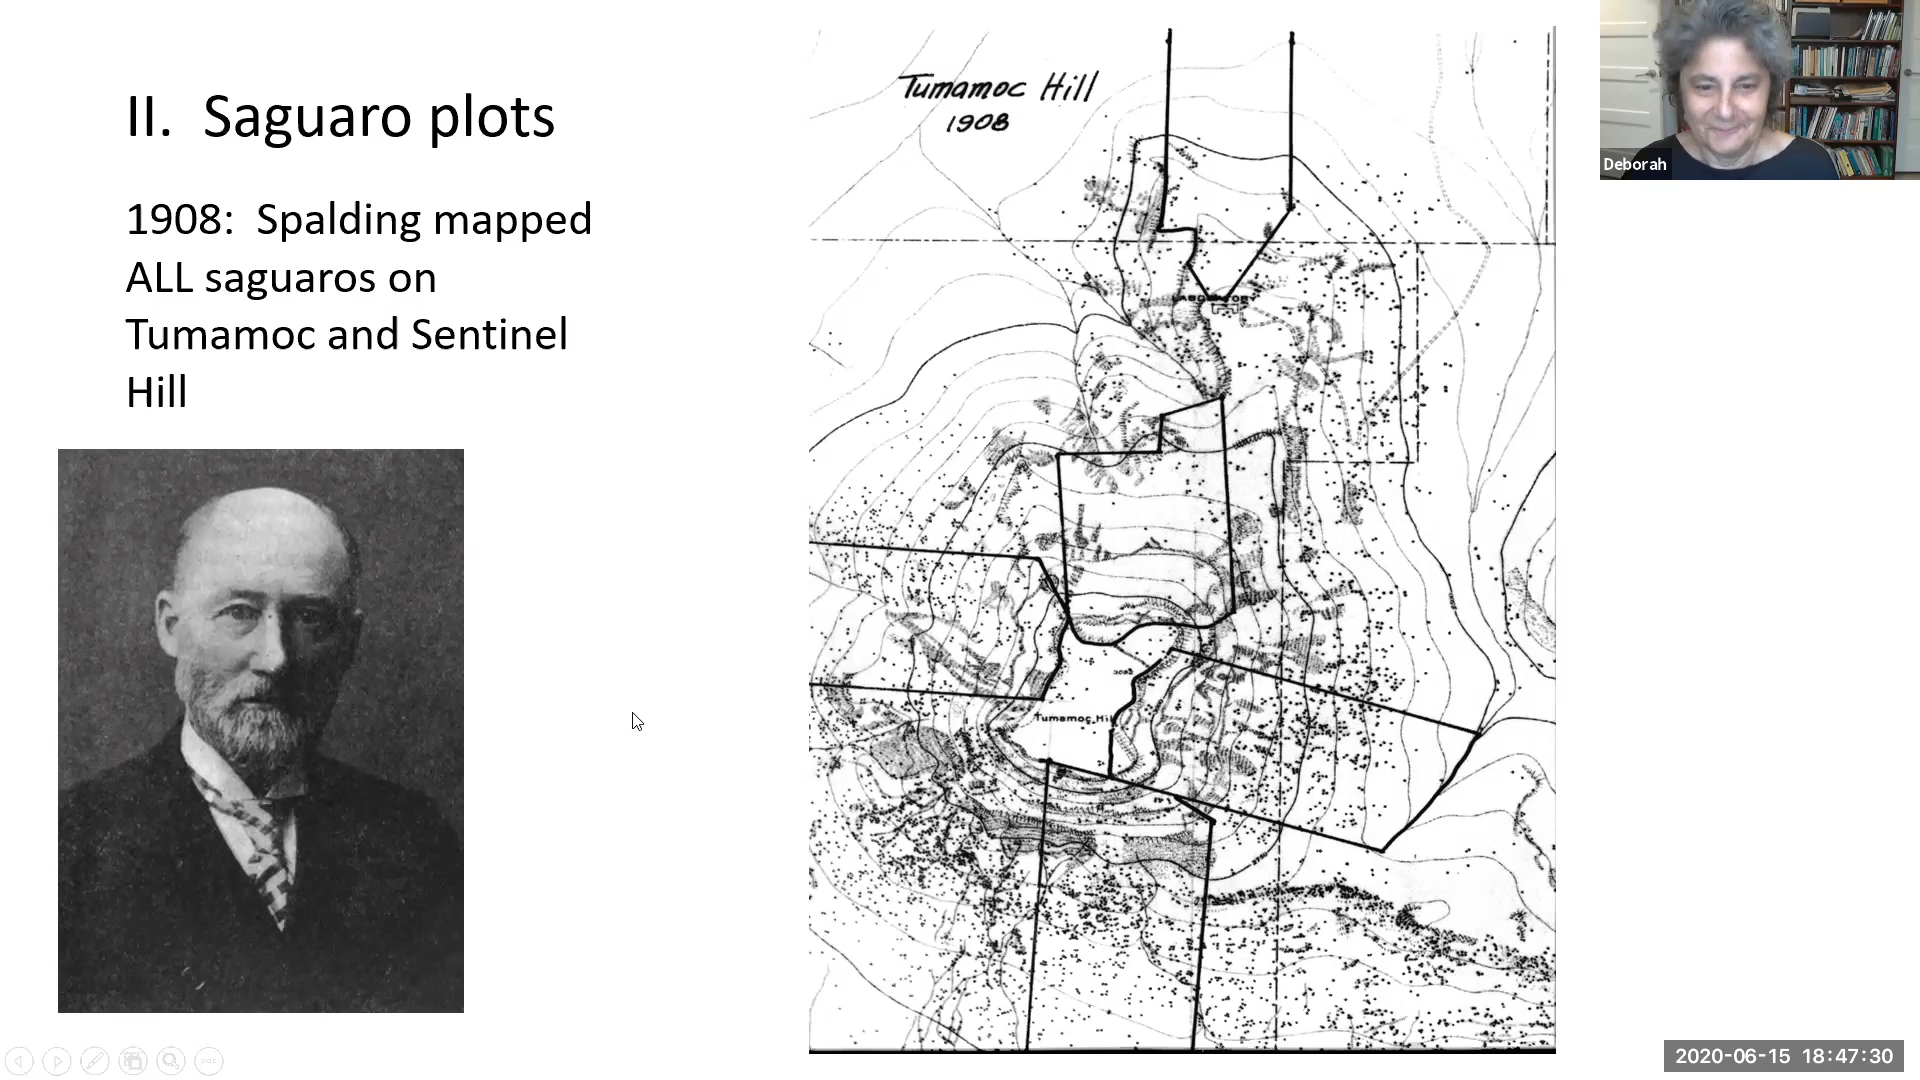 II. Saguaro plots
1908: Spalding mapped
ALL saguaros on
Tumamoc and Sentinel
Hill
Tumamoc Hill
1908
LABORATORY
Tumamoc Hill
Deborah
2020-06-15 18:47:30